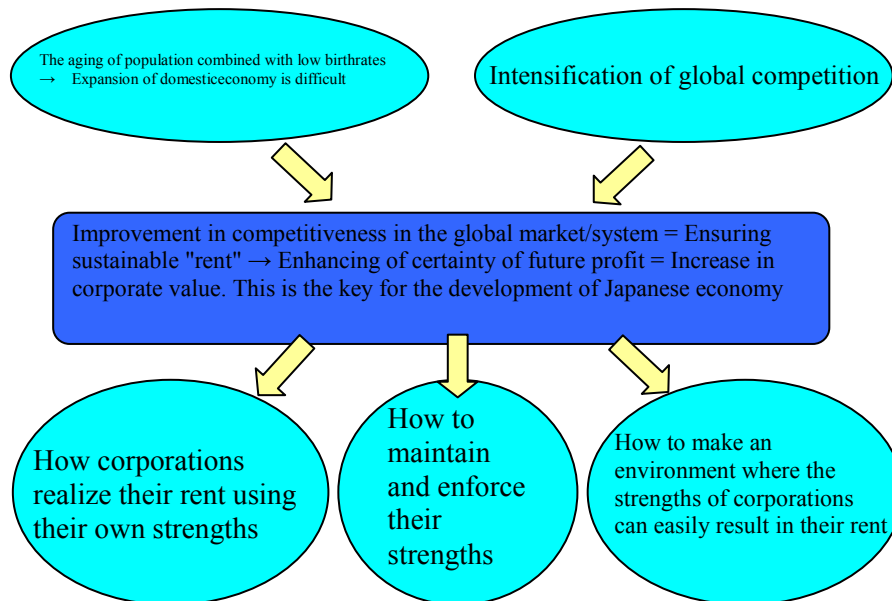 The aging of population combined with low birthrates
→ Expansion of domesticeconomy is difficult
Intensification of global competition
Improvement in competitiveness in the global market/system = Ensuring
sustainable "rent" → Enhancing of certainty of future profit = Increase in
corporate value. This is the key for the development of Japanese economy
How corporations
realize their rent using
their own strengths
How to
maintain
and enforce
their
strengths
How to make an
environment where the
strengths of corporations
can easily result in their rent